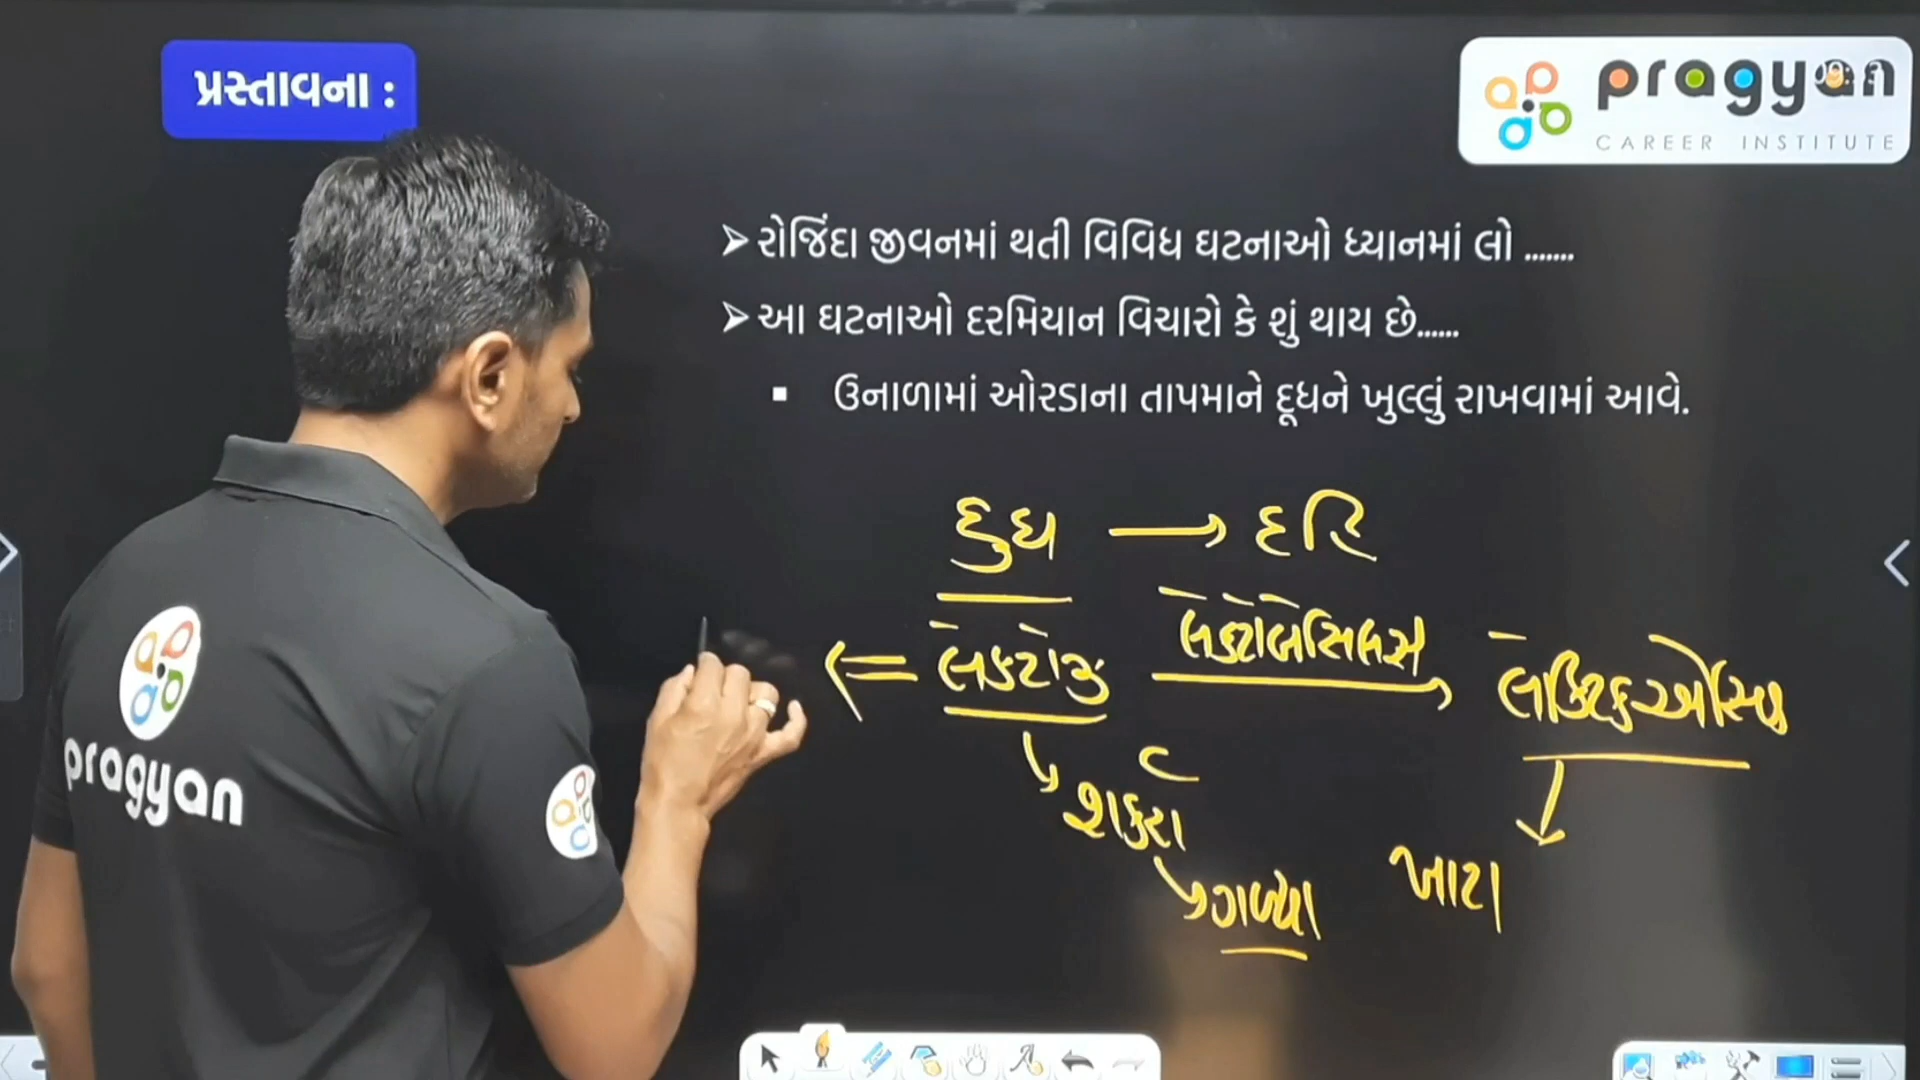 પ્રસ્તાવના :
pragyan
CAREER INSTITUTE
➤ રોજિંદા જીવનમાં થતી વિવિધ ઘટનાઓ ધ્યાનમાં લો .......
➤ આ ઘટનાઓ દરમિયાન વિચારો કે શું થાય છે......
▪ ઉનાળામાં ઓરડાના તાપમાને દૂધને ખુલ્લું રાખવામાં આવે.
દુધ → દહિ
લેક્ટોઝ લેક્ટોબેસિલસ → લેક્ટિકએસિડ
શર્કરા
ગળ્યા
ખાટા
pragyan